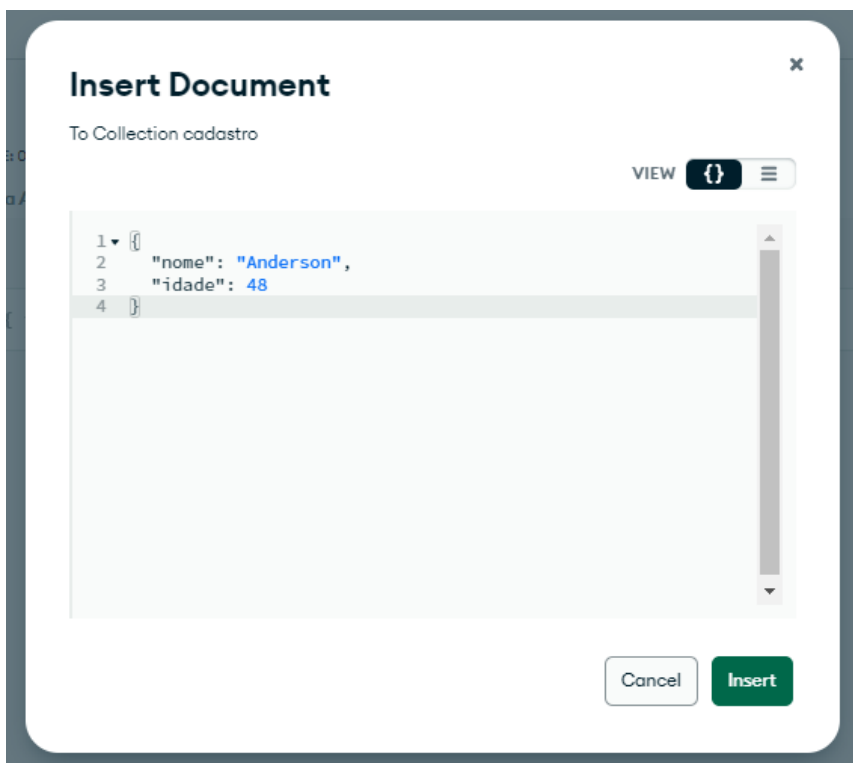 Insert Document
To Collection cadastro
VIEW {}
1 {
2 "nome": "Anderson",
3 "idade": 48
4 }
Cancel Insert